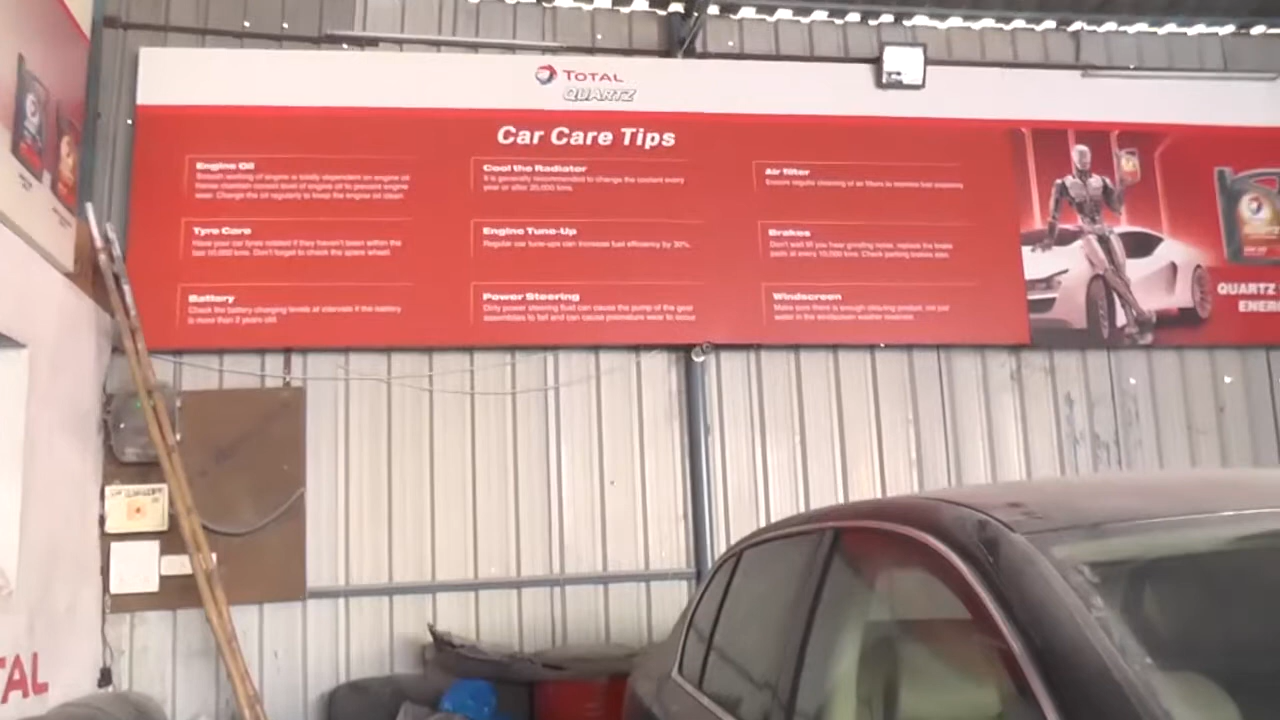 TOTAL
QUARTZ
Car Care Tips
Engine Oil
Smooth working of engine is totally dependent on engine oil
Hence maintain correct level of engine oil to prevent engine
wear. Change the oil regularly to keep the engine oil clean
Cool the Radiator
It is generally recommended to change the coolant every
year or after 20,000 kms.
Air filter
Ensure regular cleaning of air filters to increase fuel economy
Tyre Care
Have your car tyres rotated if they haven't been within the
last 10,000 kms. Don't forget to check the spare wheel!
Engine Tune-Up
Regular car tune-ups can increase fuel efficiency by 30%.
Brakes
Don't wait till you hear grinding noise, replace the brake
pads at every 10,000 kms. Check parking brakes also.
Battery
Check the battery charging levels at intervals if the battery
is more than 2 years old
Power Steering
Dirty power steering fluid can cause the pump of the gear
assemblies to fail and can cause premature wear to occur
Windscreen
Make sure there is enough cleaning product, not just
water in the windscreen washer reservoir.
QUARTZ
ENER
TAL